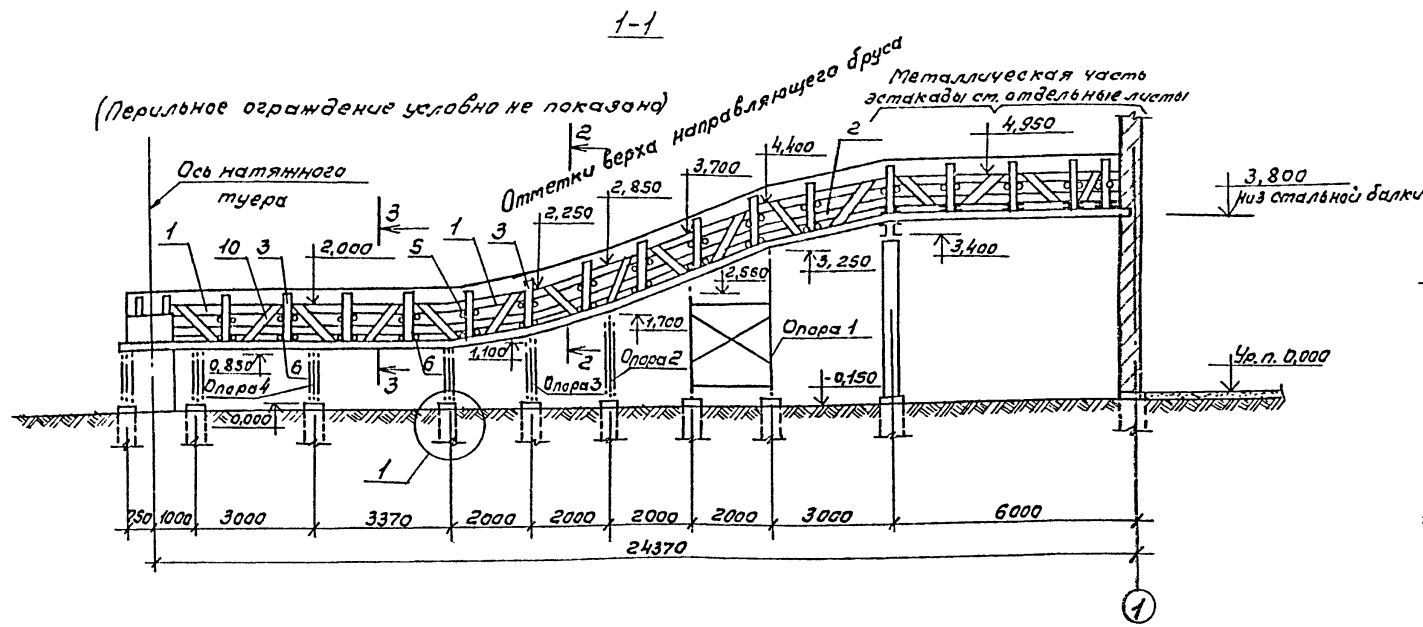 1-1
(Перильное ограждение условно не показано)
Отметки верха направляющего бруса
Металлическая часть
эстакады см. отдельные листы
Ось натяжного
туера
2
3
1
10
3
2,000
5
1
3
2,250
2,850
3,700
4,400
2
4,950
3,800
низ стальной балки
3,400
3,250
2,560
1,700
1,100
0,830
6
3
6
2
Опора 4
Опора 3
Опора 2
Опора 1
0,000
-0,150
Ур.п. 0,000
1
750 1000 3000 3370 2000 2000 2000 2000 3000 6000
24370
1